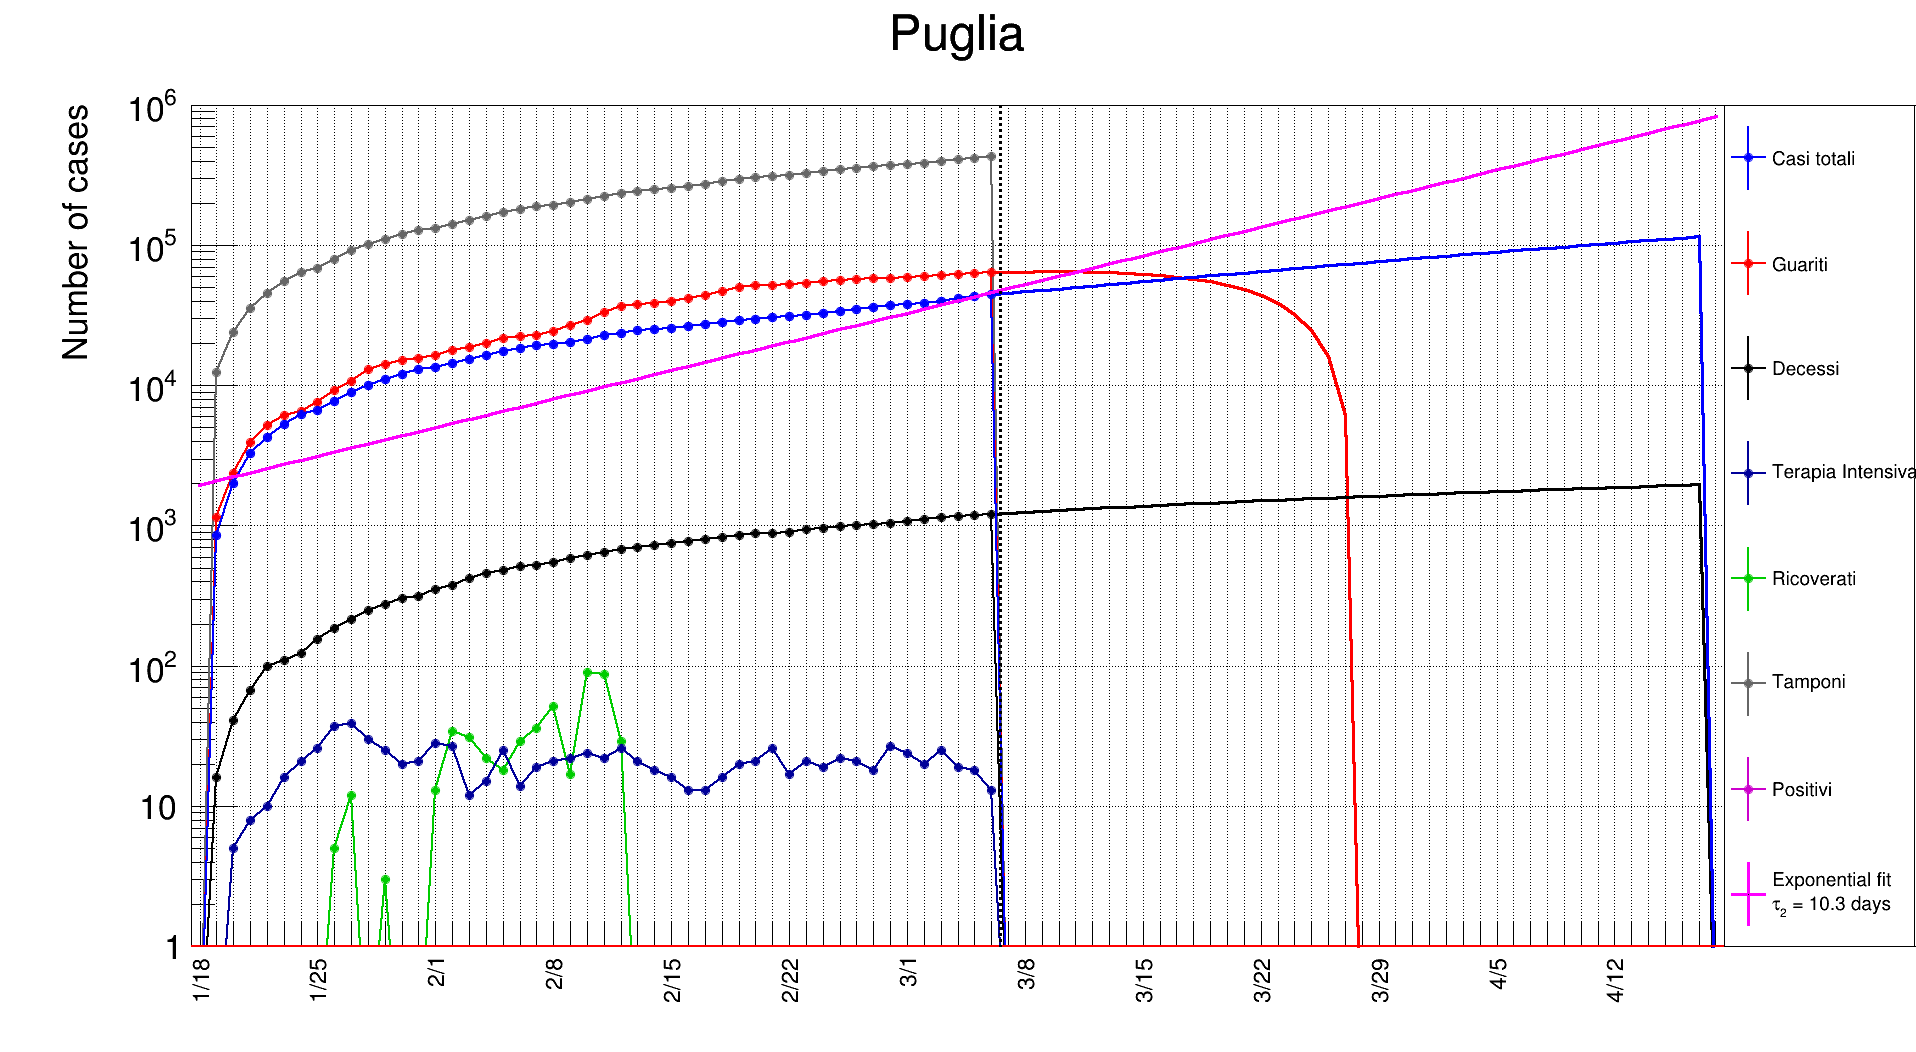 Puglia
Number of cases
10^6
10^5
10^4
10^3
10^2
10
1
1/18
1/25
2/1
2/8
2/15
2/22
3/1
3/8
3/15
3/22
3/29
4/5
4/12
Casi totali
Guariti
Decessi
Terapia Intensiva
Ricoverati
Tamponi
Positivi
Exponential fit
τ₂ = 10.3 days